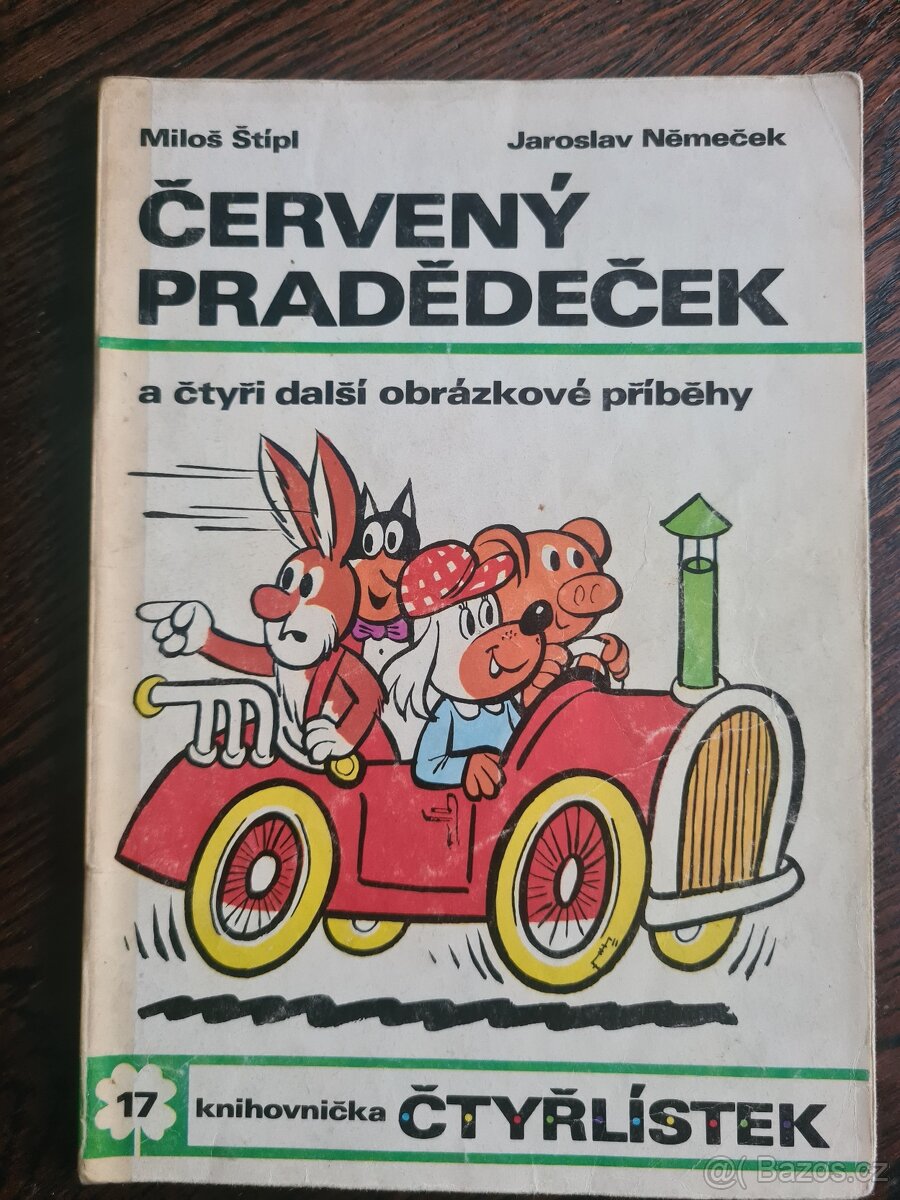 Miloš Štípl Jaroslav Němeček
ČERVENÝ
PRADĚDEČEK
a čtyři další obrázkové příběhy
17 knihovnička ČTYŘLÍSTEK
@( Bazos.cz